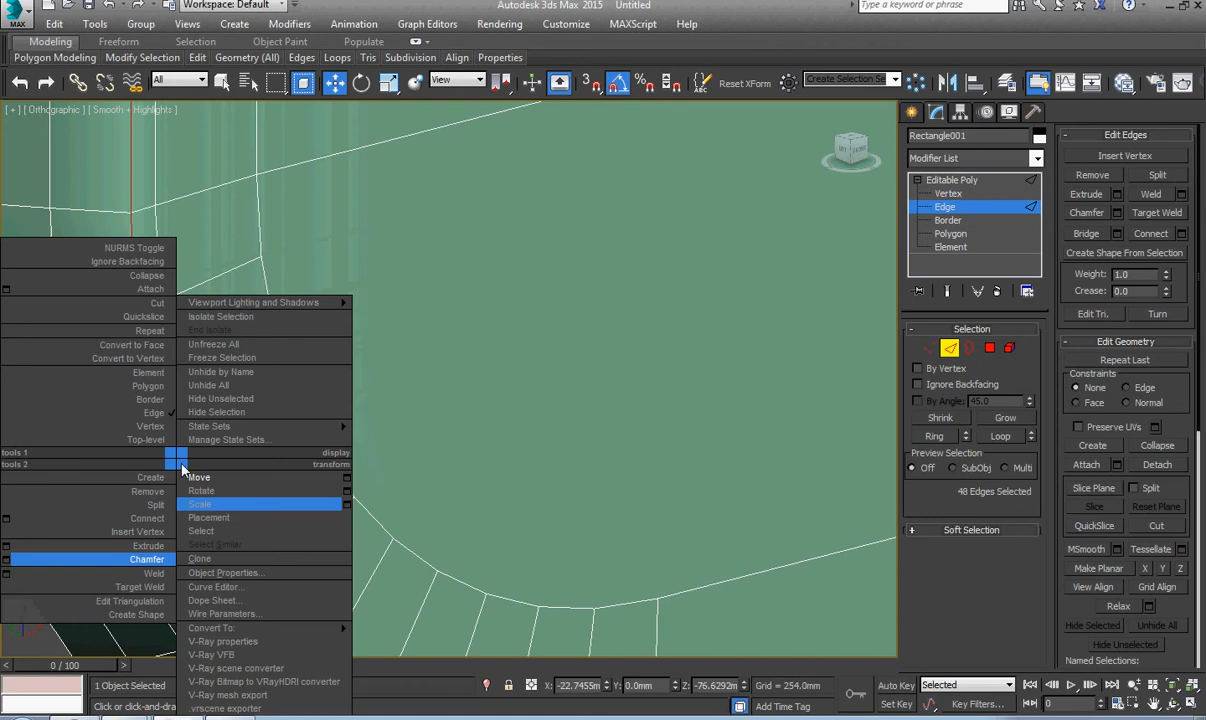 Workspace: Default
Autodesk 3ds Max 2015 Untitled
MAX
Edit Tools Group Views Create Modifiers Animation Graph Editors Rendering Customize MAXScript Help
Modeling Freeform Selection Object Paint Populate
Polygon Modeling Modify Selection Edit Geometry (All) Edges Loops Tris Subdivision Align Properties
All View Reset XForm Create Selection Se
[ + ] [ Orthographic ] [ Smooth + Highlights ]
NURMS Toggle
Ignore Backfacing
Collapse
Attach
Cut
Quickslice
Repeat
Convert to Face
Convert to Vertex
Element
Polygon
Border
Edge
Vertex
Top-level
tools 1
tools 2
Create
Remove
Split
Connect
Insert Vertex
Extrude
Chamfer
Weld
Target Weld
Edit Triangulation
Create Shape
Viewport Lighting and Shadows
Isolate Selection
End Isolate
Unfreeze All
Freeze Selection
Unhide by Name
Unhide All
Hide Unselected
Hide Selection
State Sets
Manage State Sets...
display
transform
Move
Rotate
Scale
Placement
Select
Select Similar
Clone
Object Properties...
Curve Editor...
Dope Sheet...
Wire Parameters...
Convert To:
V-Ray properties
V-Ray VFB
V-Ray scene converter
V-Ray Bitmap to VRayHDRI converter
V-Ray mesh export
.vrscene exporter
Rectangle001
Modifier List
Editable Poly
Vertex
Edge
Border
Polygon
Element
Selection
By Vertex
Ignore Backfacing
By Angle: 45.0
Shrink Grow
Ring Loop
Preview Selection
Off SubObj Multi
48 Edges Selected
Soft Selection
Edit Edges
Insert Vertex
Remove Split
Extrude Weld
Chamfer Target Weld
Bridge Connect
Create Shape From Selection
Weight: 1.0
Crease: 0.0
Edit Tri. Turn
Edit Geometry
Repeat Last
Constraints
None Edge
Face Normal
Preserve UVs
Create Collapse
Attach Detach
Slice Plane Split
Slice Reset Plane
QuickSlice Cut
MSmooth Tessellate
Make Planar X Y Z
View Align Grid Align
Relax
Hide Selected Unhide All
Hide Unselected
Named Selections:
0 / 100
1 Object Selected X: -22.7455m Y: 0.0mm Z: -76.6292m Grid = 254.0mm Auto Key Selected
Click or click-and-dra Add Time Tag Set Key Key Filters... 0